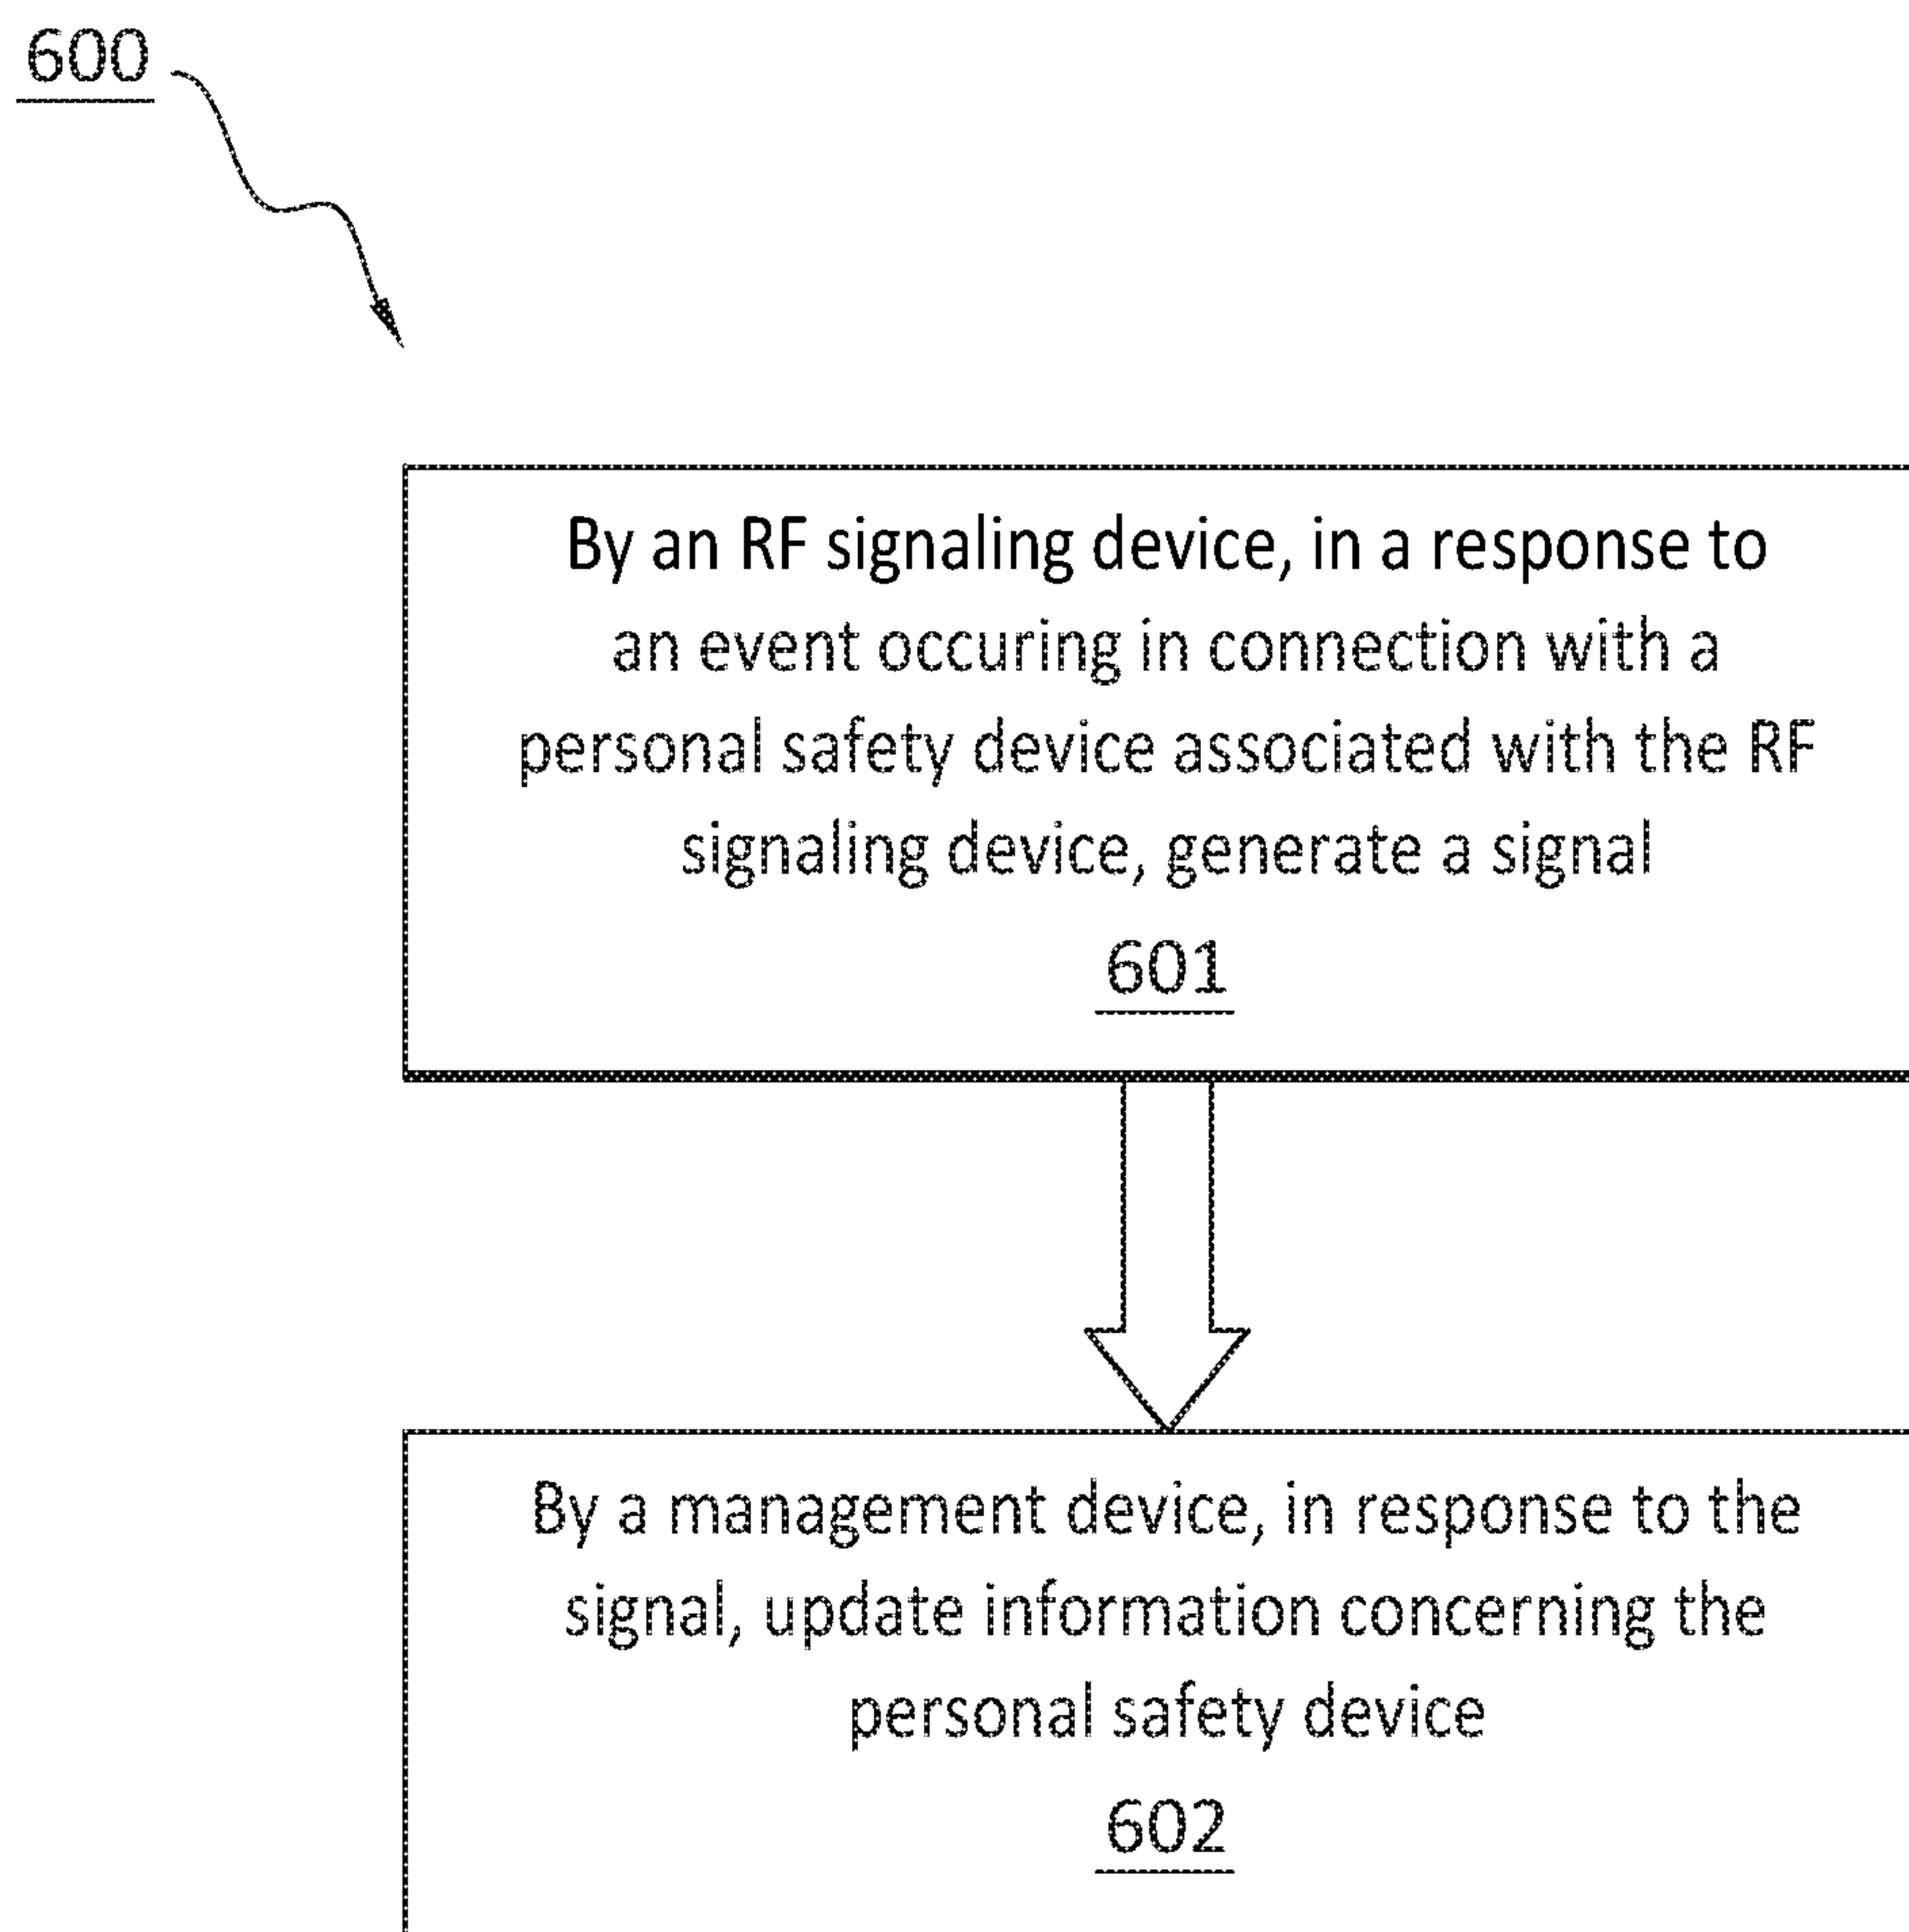 600
By an RF signaling device, in a response to
an event occuring in connection with a
personal safety device associated with the RF
signaling device, generate a signal
601
By a management device, in response to the
signal, update information concerning the
personal safety device
602